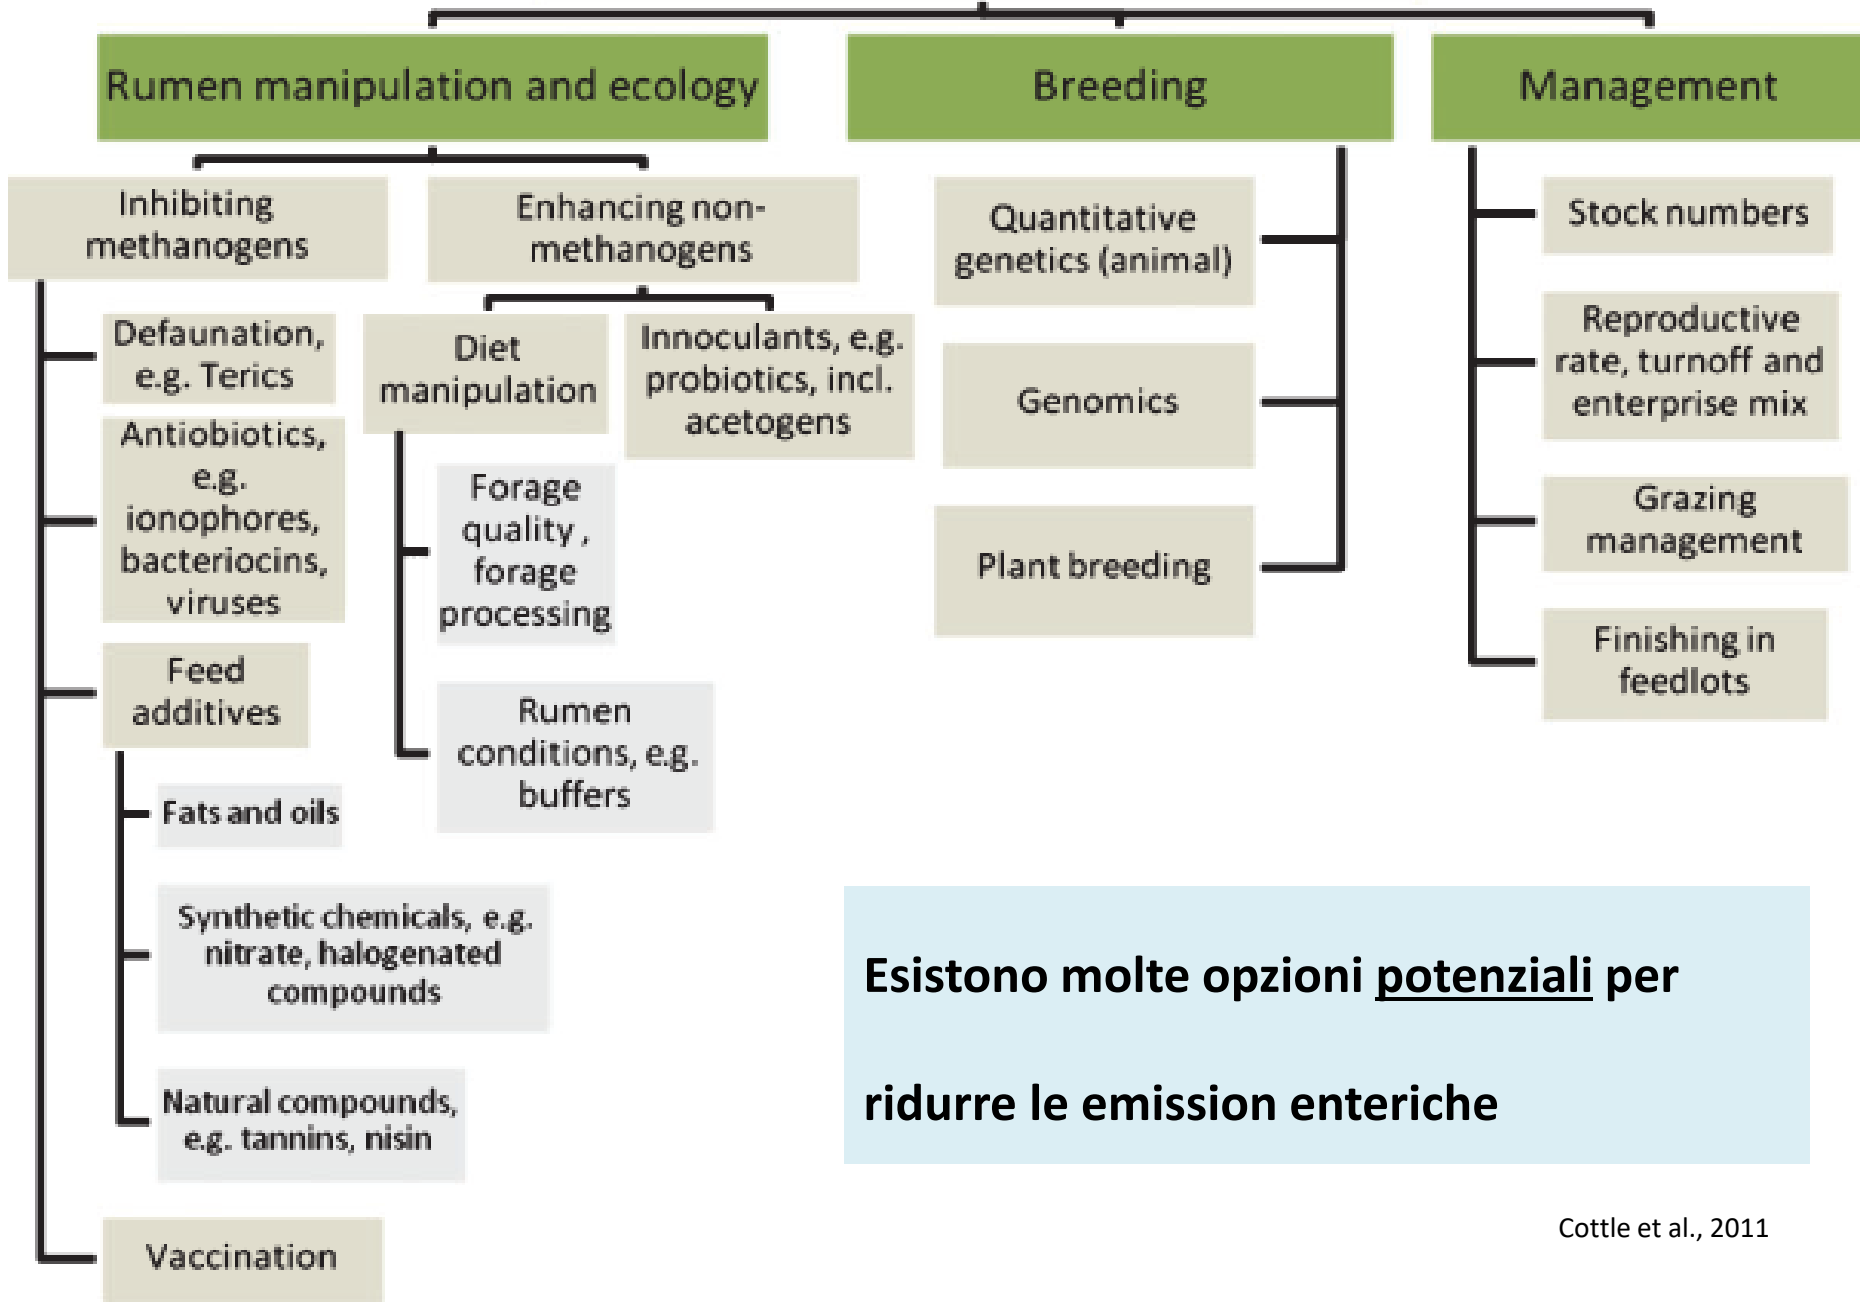 Rumen manipulation and ecology
Inhibiting
methanogens
Defaunation,
e.g. Terics
Antiobiotics,
e.g.
ionophores,
bacteriocins,
viruses
Feed
additives
Fats and oils
Synthetic chemicals, e.g.
nitrate, halogenated
compounds
Natural compounds,
e.g. tannins, nisin
Vaccination
Enhancing non-
methanogens
Diet
manipulation
Forage
quality ,
forage
processing
Rumen
conditions, e.g.
buffers
Innoculants, e.g.
probiotics, incl.
acetogens
Breeding
Quantitative
genetics (animal)
Genomics
Plant breeding
Management
Stock numbers
Reproductive
rate, turnoff and
enterprise mix
Grazing
management
Finishing in
feedlots
Esistono molte opzioni potenziali per
ridurre le emission enteriche
Cottle et al., 2011